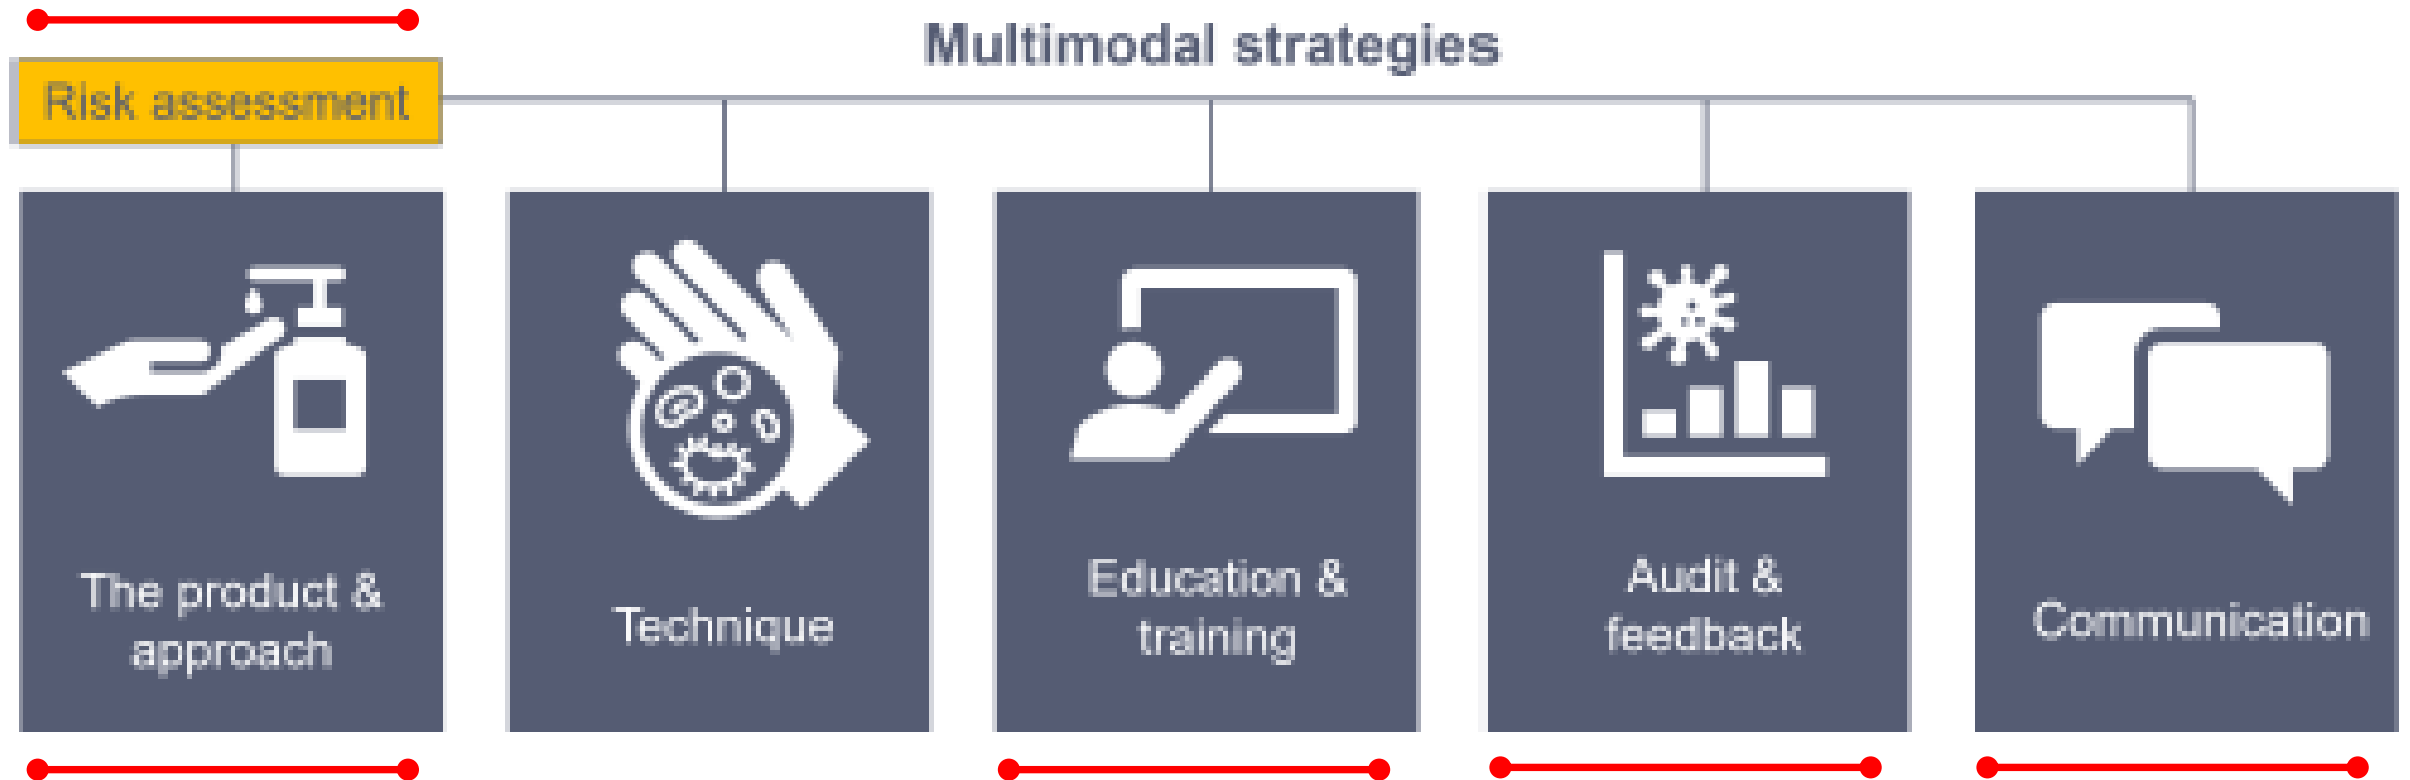 Multimodal strategies
Risk assessment
The product &
approach
Technique
Education &
training
Audit &
feedback
Communication